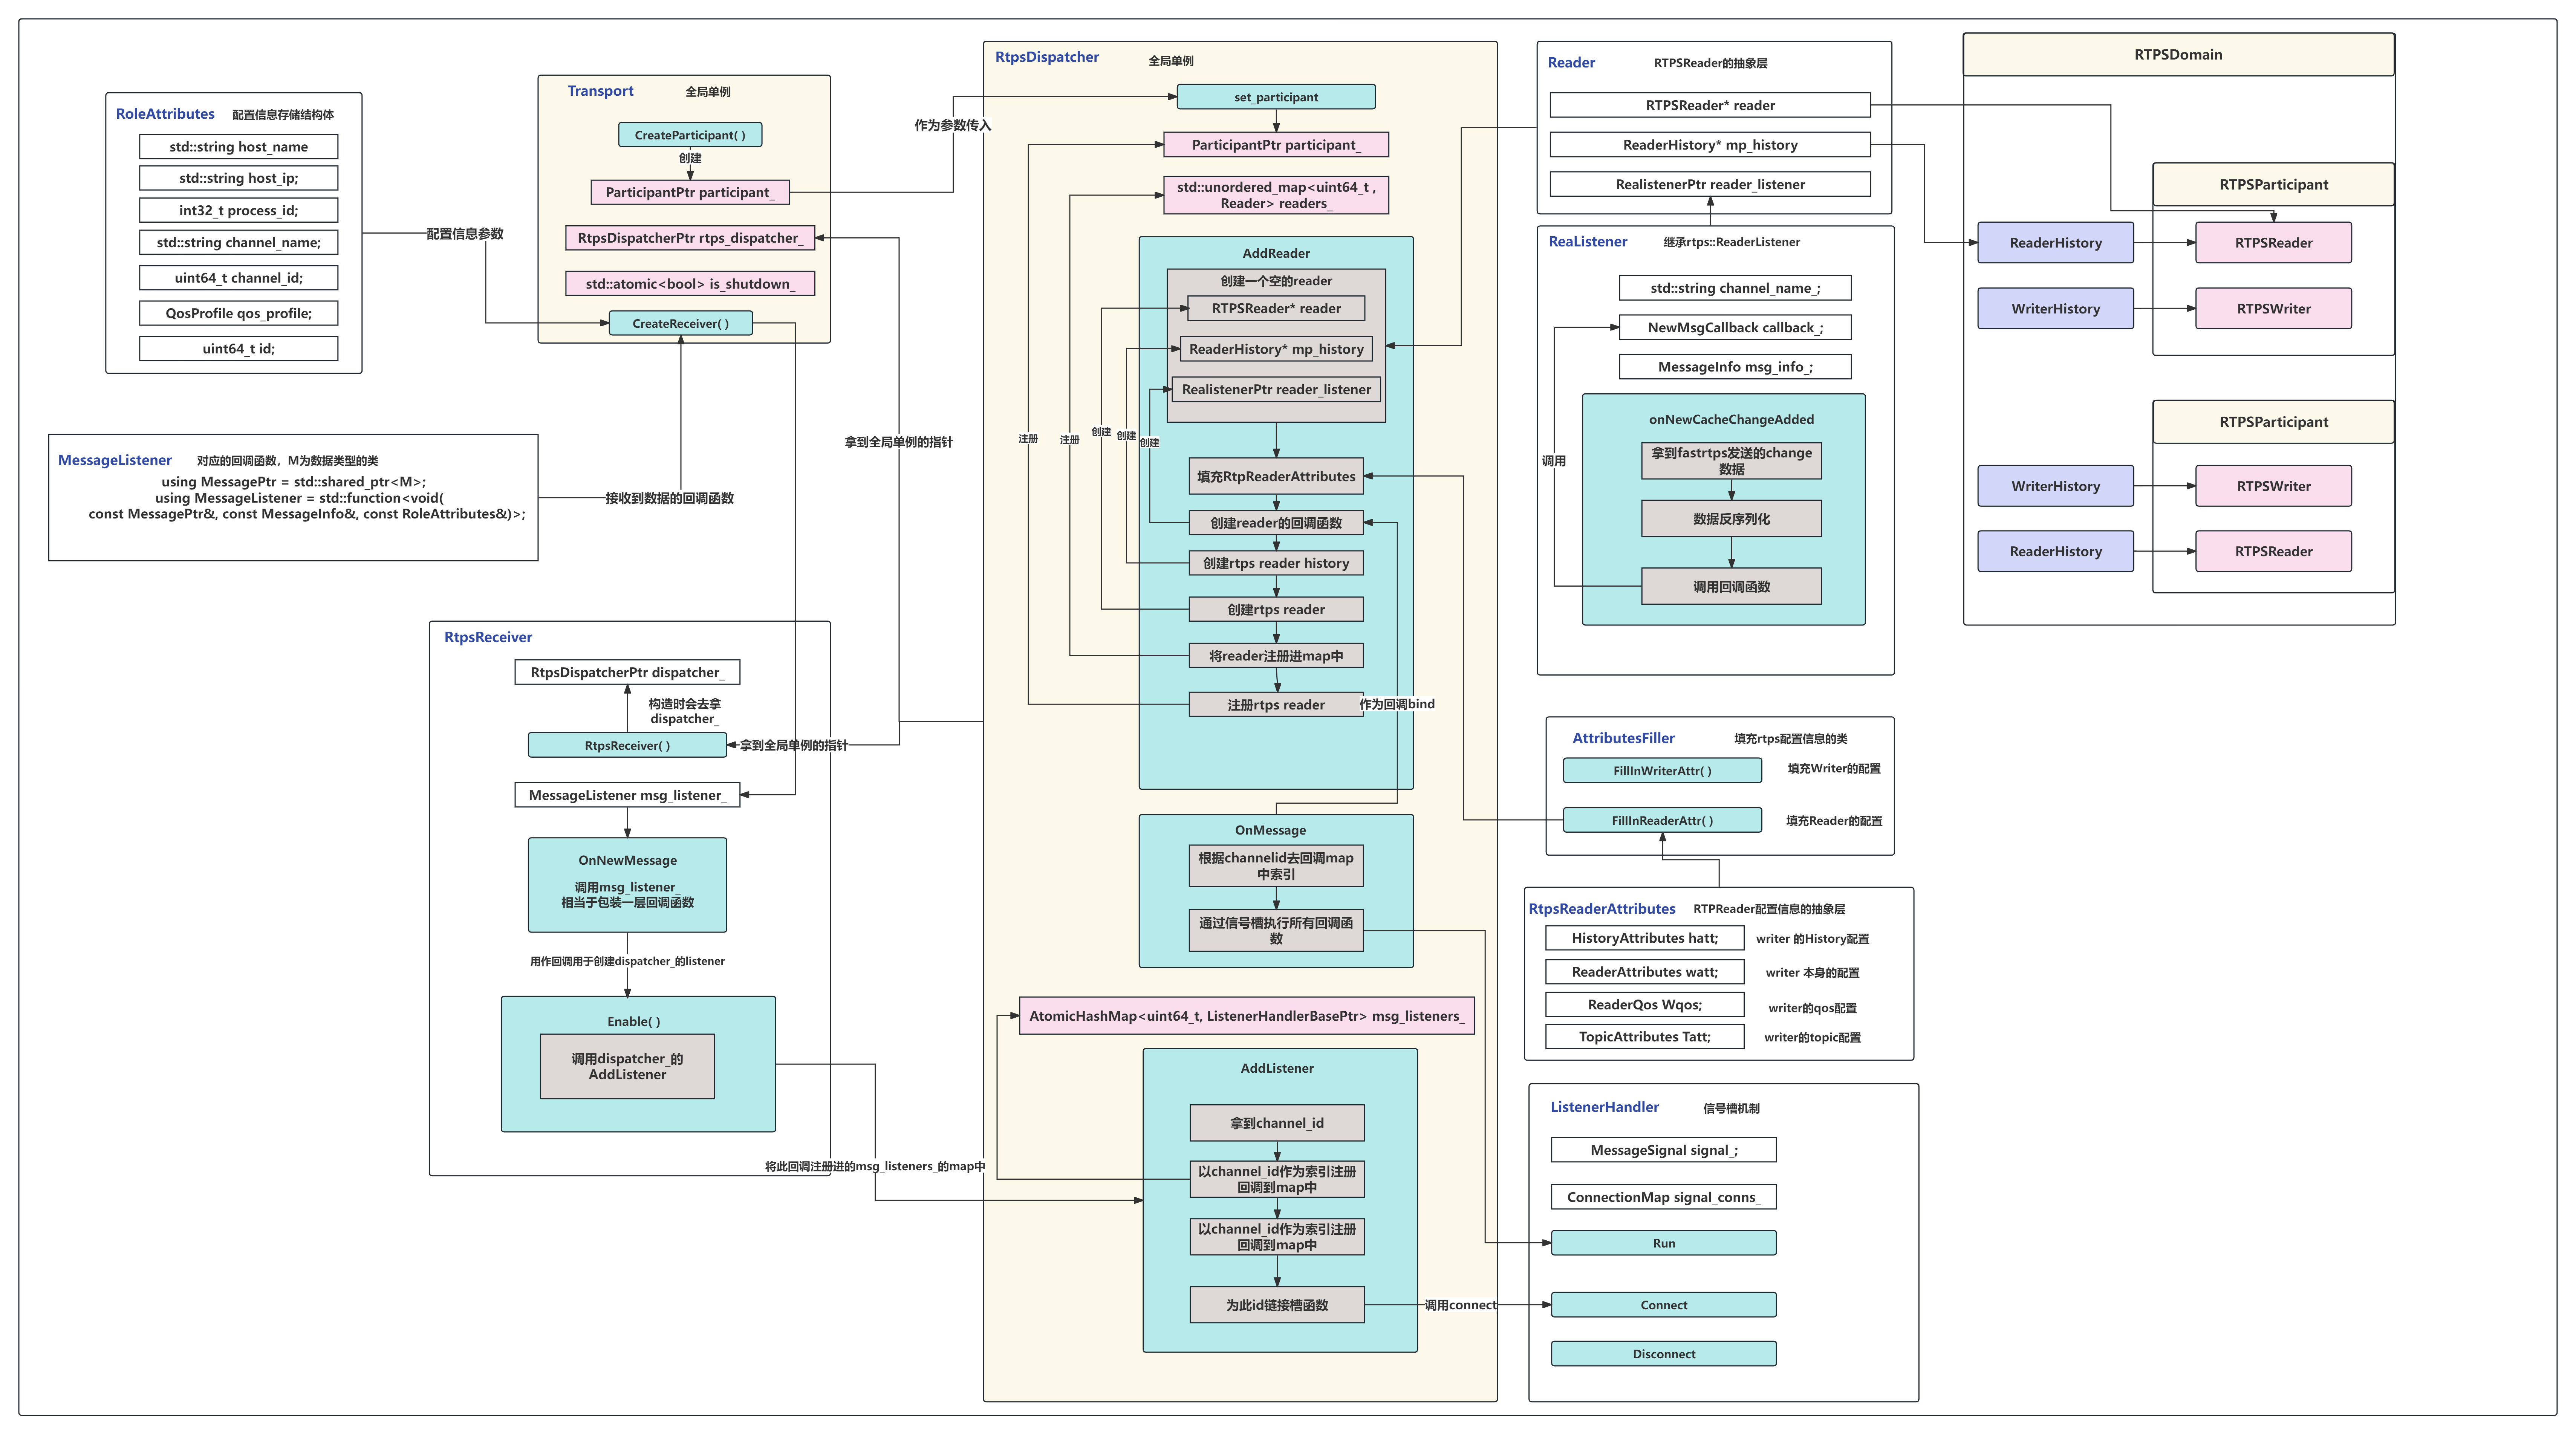 RoleAttributes 配置信息存储结构体
std::string host_name
std::string host_ip;
int32_t process_id;
std::string channel_name;
uint64_t channel_id;
QosProfile qos_profile;
uint64_t id;
配置信息参数
MessageListener 对应的回调函数，M为数据类型的类
using MessagePtr = std::shared_ptr<M>;
using MessageListener = std::function<void(
const MessagePtr&, const MessageInfo&, const RoleAttributes&)>;
接收到数据的回调函数
Transport 全局单例
CreateParticipant( )
创建
ParticipantPtr participant_
RtpsDispatcherPtr rtps_dispatcher_
std::atomic<bool> is_shutdown_
CreateReceiver( )
作为参数传入
拿到全局单例的指针
RtpsReceiver
RtpsDispatcherPtr dispatcher_
构造时会去拿
dispatcher_
RtpsReceiver( )
拿到全局单例的指针
MessageListener msg_listener_
OnNewMessage
调用msg_listener_
相当于包装一层回调函数
用作回调用于创建dispatcher_的listener
Enable( )
调用dispatcher_的
AddListener
将此回调注册进的msg_listeners_的map中
RtpsDispatcher 全局单例
set_participant
ParticipantPtr participant_
std::unordered_map<uint64_t ,
Reader> readers_
AddReader
创建一个空的reader
RTPSReader* reader
ReaderHistory* mp_history
RealistenerPtr reader_listener
注册
注册
创建
创建
创建
填充RtpReaderAttributes
创建reader的回调函数
创建rtps reader history
创建rtps reader
将reader注册进map中
注册rtps reader
作为回调bind
OnMessage
根据channelid去回调map
中索引
通过信号槽执行所有回调函
数
AtomicHashMap<uint64_t, ListenerHandlerBasePtr> msg_listeners_
AddListener
拿到channel_id
以channel_id作为索引注册
回调到map中
以channel_id作为索引注册
回调到map中
为此id链接槽函数
调用connect
Reader RTPSReader的抽象层
RTPSReader* reader
ReaderHistory* mp_history
RealistenerPtr reader_listener
ReaListener 继承rtps::ReaderListener
std::string channel_name_;
NewMsgCallback callback_;
MessageInfo msg_info_;
调用
onNewCacheChangeAdded
拿到fastrtps发送的change
数据
数据反序列化
调用回调函数
AttributesFiller 填充rtps配置信息的类
FillInWriterAttr( ) 填充Writer的配置
FillInReaderAttr( ) 填充Reader的配置
RtpsReaderAttributes RTPReader配置信息的抽象层
HistoryAttributes hatt; writer 的History配置
ReaderAttributes watt; writer 本身的配置
ReaderQos Wqos; writer的qos配置
TopicAttributes Tatt; writer的topic配置
ListenerHandler 信号槽机制
MessageSignal signal_;
ConnectionMap signal_conns_
Run
Connect
Disconnect
RTPSDomain
RTPSParticipant
ReaderHistory RTPSReader
WriterHistory RTPSWriter
RTPSParticipant
WriterHistory RTPSWriter
ReaderHistory RTPSReader